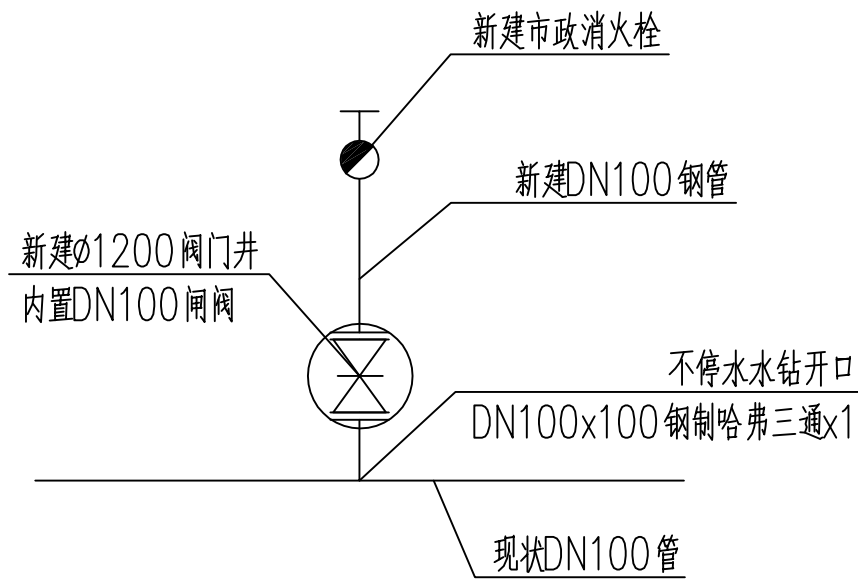 新建市政消火栓
新建DN100钢管
新建ø1200阀门井
内置DN100闸阀
不停水水钻开口
DN100x100钢制哈弗三通x1
现状DN100管